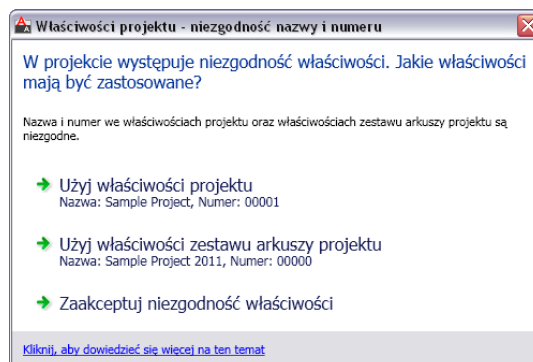 Właściwości projektu - niezgodność nazwy i numeru
W projekcie występuje niezgodność właściwości. Jakie właściwości
mają być zastosowane?
Nazwa i numer we właściwościach projektu oraz właściwościach zestawu arkuszy projektu są
niezgodne.
Użyj właściwości projektu
Nazwa: Sample Project, Numer: 00001
Użyj właściwości zestawu arkuszy projektu
Nazwa: Sample Project 2011, Numer: 00000
Zaakceptuj niezgodność właściwości
Kliknij, aby dowiedzieć się więcej na ten temat